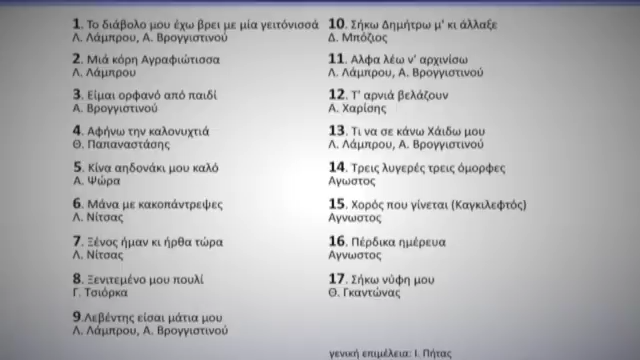 1. Το διάβολο μου έχω βρει με μία γειτόνισσά
Λ. Λάμπρου, Α. Βρογγιστινού
2. Μιά κόρη Αγραφιώτισσα
Λ. Λάμπρου
3. Είμαι ορφανό από παιδί
Α. Βρογγιστινού
4. Αφήνω την καλονυχτιά
Θ. Παπαναστάσης
5. Κίνα αηδονάκι μου καλό
Α. Ψώρα
6. Μάνα με κακοπάντρεψες
Λ. Νίτσας
7. Ξένος ήμαν κι ήρθα τώρα
Λ. Νίτσας
8. Ξενιτεμένο μου πουλί
Γ. Τσιόρκα
9.Λεβέντης είσαι μάτια μου
Λ. Λάμπρου, Α. Βρογγιστινού
10. Σήκω Δημήτρω μ' κι άλλαξε
Δ. Μπόζιος
11. Αλφα λέω ν' αρχινίσω
Λ. Λάμπρου, Α. Βρογγιστινού
12. Τ' αρνιά βελάζουν
Α. Χαρίσης
13. Τι να σε κάνω Χάιδω μου
Λ. Λάμπρου, Α. Βρογγιστινού
14. Τρεις λυγερές τρεις όμορφες
Αγωστος
15. Χορός που γίνεται (Καγκιλεφτός)
Αγνωστος
16. Πέρδικα ημέρευα
Αγνωστος
17. Σήκω νύφη μου
Θ. Γκαντώνας
γενική επιμέλεια: Ι. Πήτας